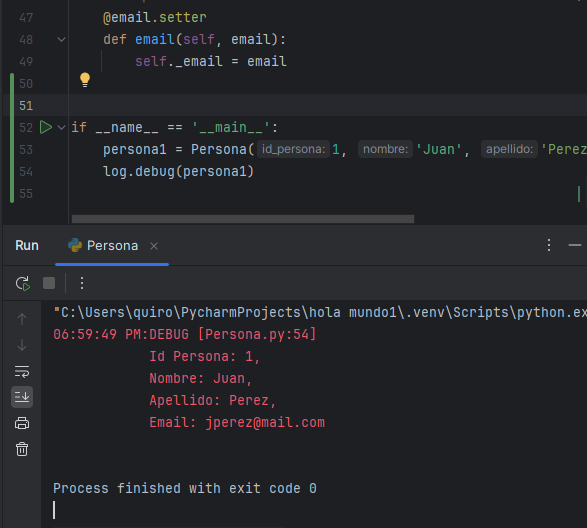 47 @email.setter
48 def email(self, email):
49 self._email = email
50
51
52 if __name__ == '__main__':
53 persona1 = Persona( id_persona: 1, nombre: 'Juan', apellido: 'Perez
54 log.debug(persona1)
55
Run Persona
"C:\Users\quiro\PycharmProjects\hola mundo1\.venv\Scripts\python.ex
06:59:49 PM:DEBUG [Persona.py:54]
Id Persona: 1,
Nombre: Juan,
Apellido: Perez,
Email: jperez@mail.com
Process finished with exit code 0